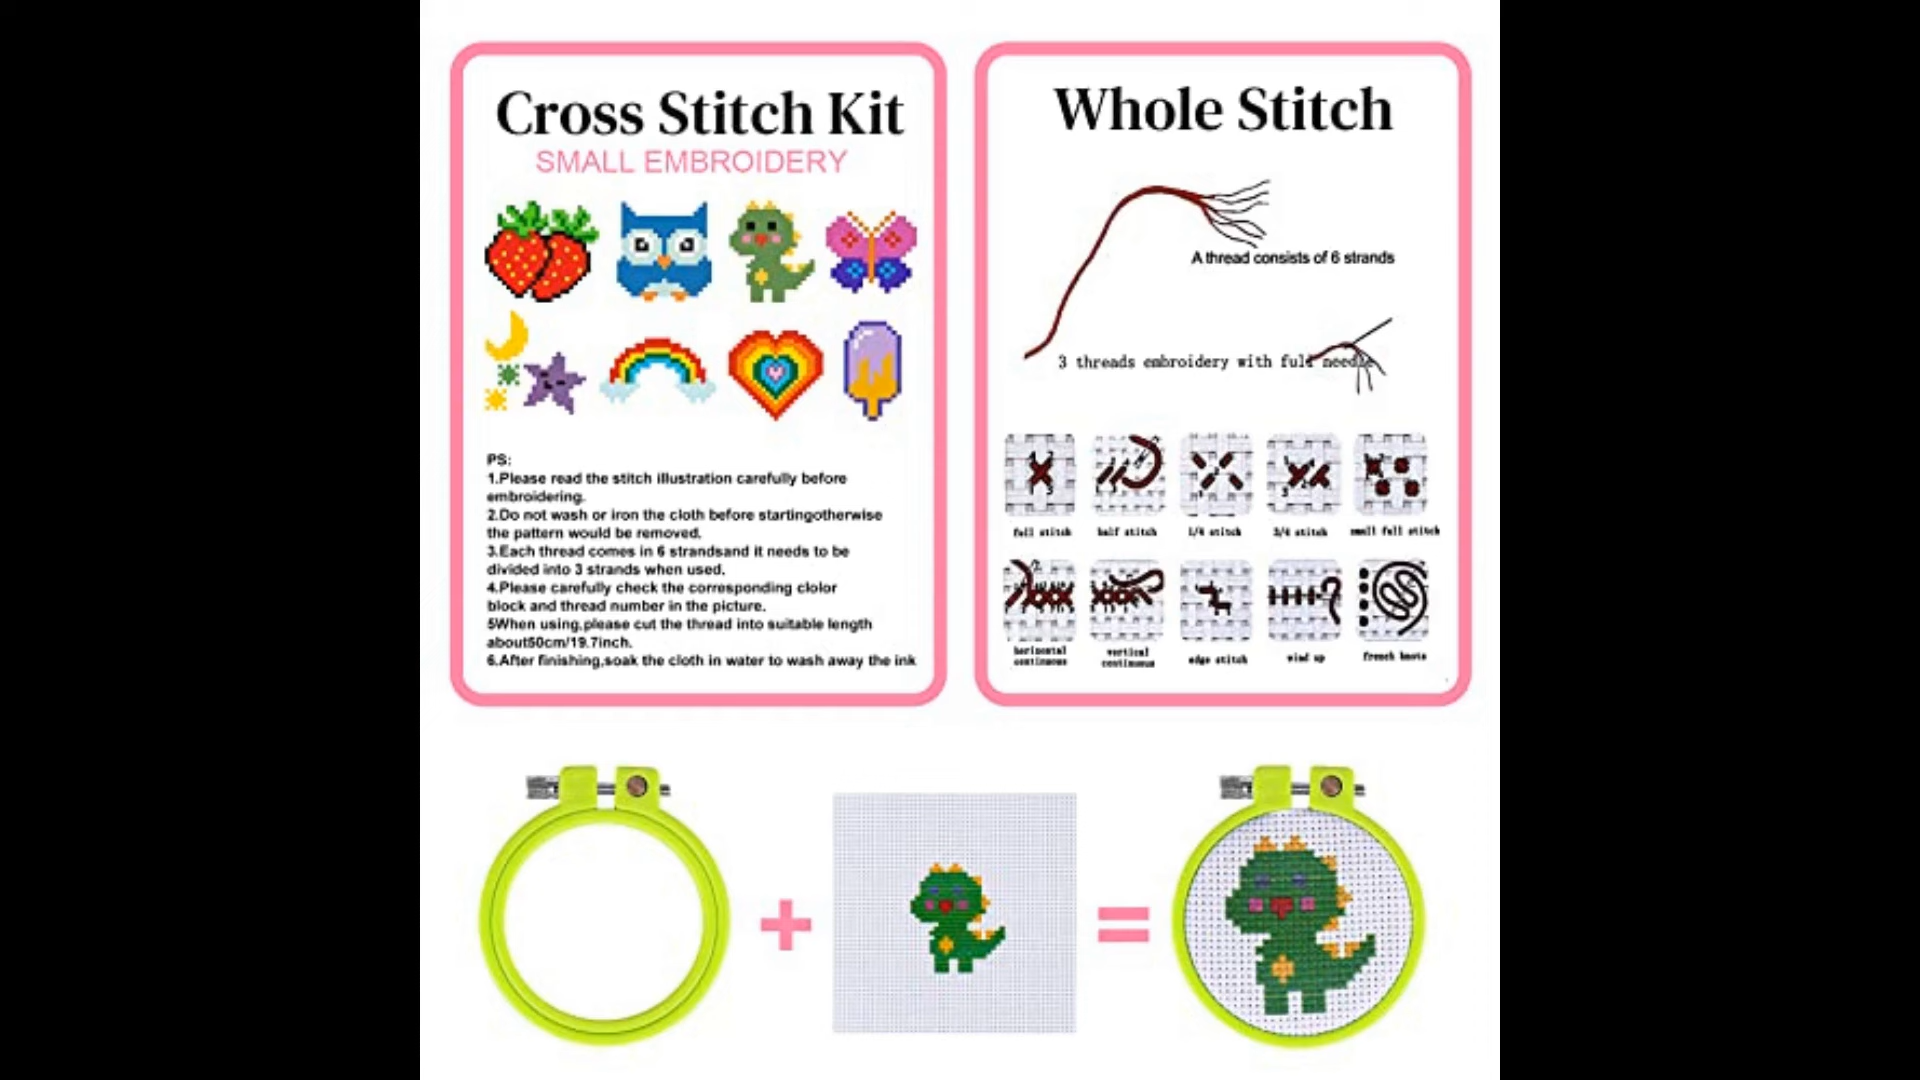 Cross Stitch Kit
SMALL EMBROIDERY
PS:
1.Please read the stitch illustration carefully before
embroidering.
2.Do not wash or iron the cloth before startingotherwise
the pattern would be removed.
3.Each thread comes in 6 strandsand it needs to be
divided into 3 strands when used.
4.Please carefully check the corresponding clolor
block and thread number in the picture.
5When using,please cut the thread into suitable length
about50cm/19.7inch.
6.After finishing,soak the cloth in water to wash away the ink
Whole Stitch
A thread consists of 6 strands
3 threads embroidery with full needle
full stitch half stitch 1/4 stitch 3/4 stitch small full stitch
horizontal continuous vertical continuous edge stitch wind up french knots